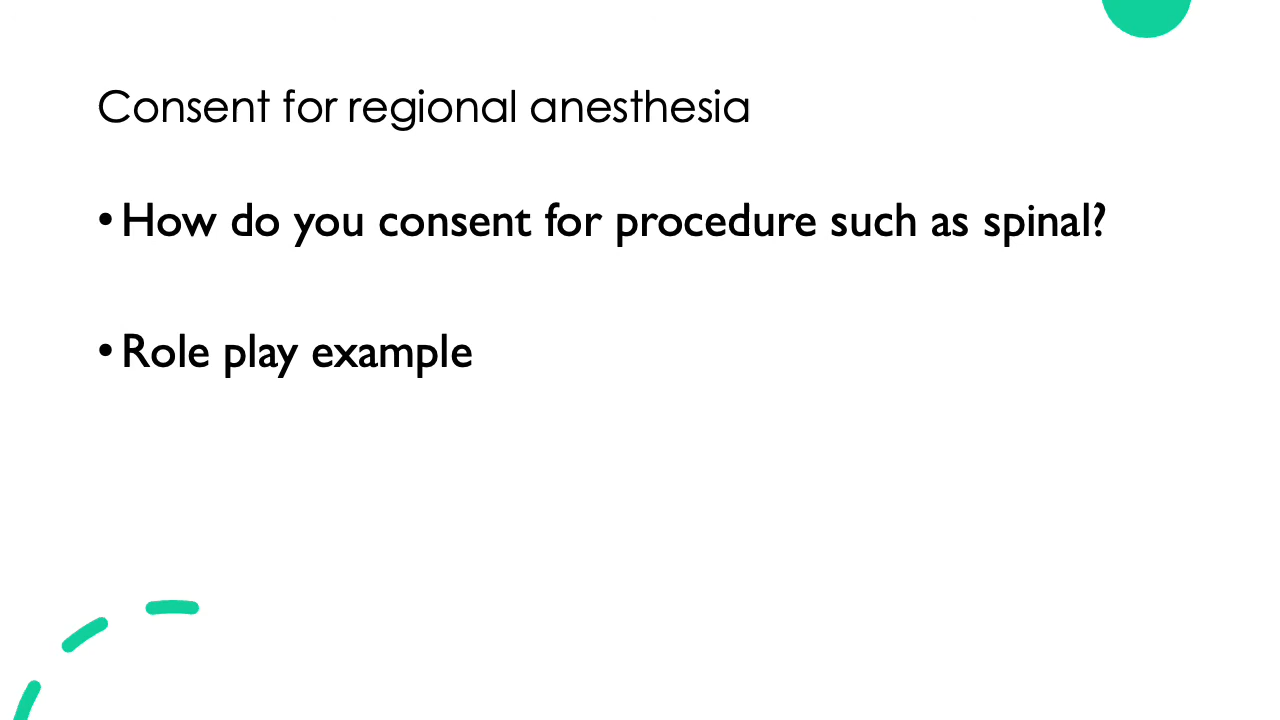 Consent for regional anesthesia
• How do you consent for procedure such as spinal?
• Role play example